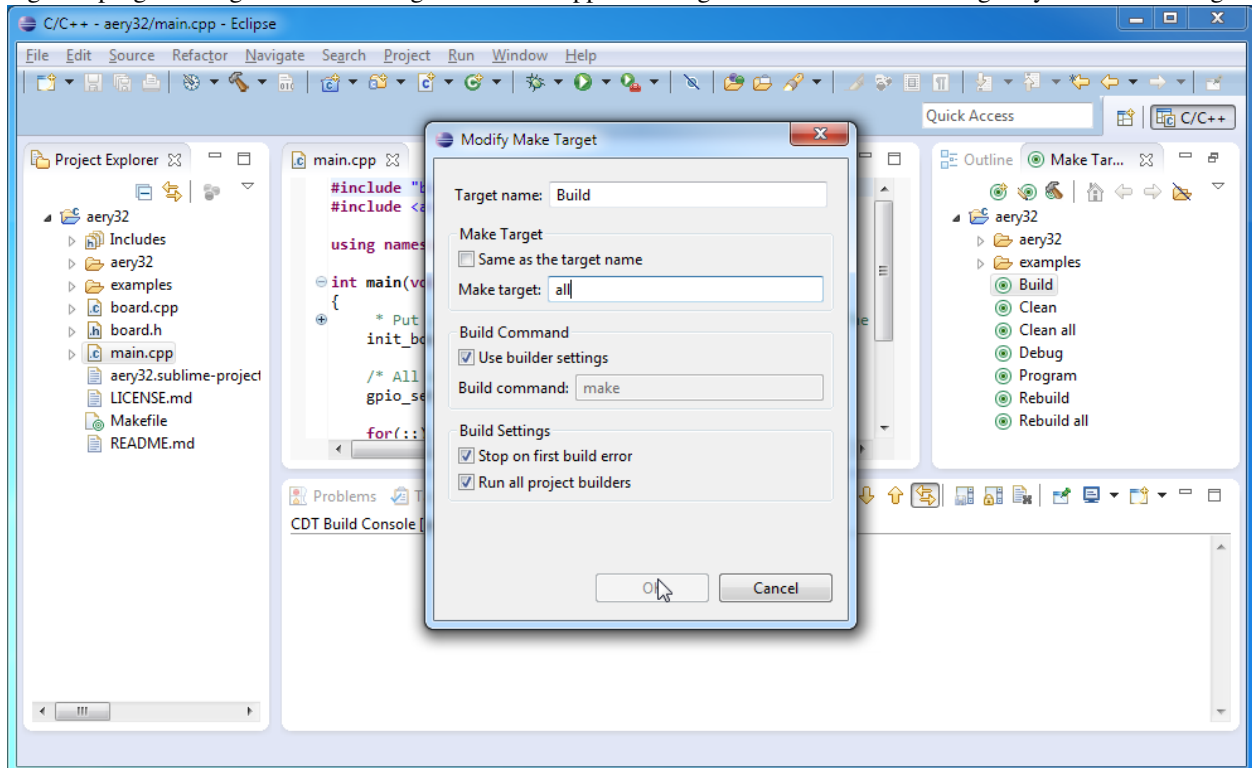 C/C++ - aery32/main.cpp - Eclipse
File Edit Source Refactor Navigate Search Project Run Window Help
Quick Access
C/C++
Project Explorer
aery32
Includes
aery32
examples
board.cpp
board.h
main.cpp
aery32.sublime-project
LICENSE.md
Makefile
README.md
main.cpp
#include "b
#include <a
using names
int main(vo
{
* Put
init_bo
/* All
gpio_se
for(;;)
Modify Make Target
Target name: Build
Make Target
Same as the target name
Make target: all
Build Command
Use builder settings
Build command: make
Build Settings
Stop on first build error
Run all project builders
Cancel
Outline Make Tar...
aery32
aery32
examples
Build
Clean
Clean all
Debug
Program
Rebuild
Rebuild all
Problems T
CDT Build Console [